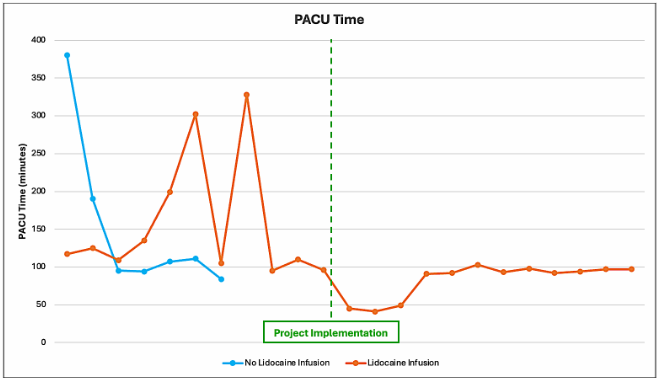 PACU Time
400
350
300
250
200
150
100
50
0
PACU Time (minutes)
Project Implementation
No Lidocaine Infusion
Lidocaine Infusion